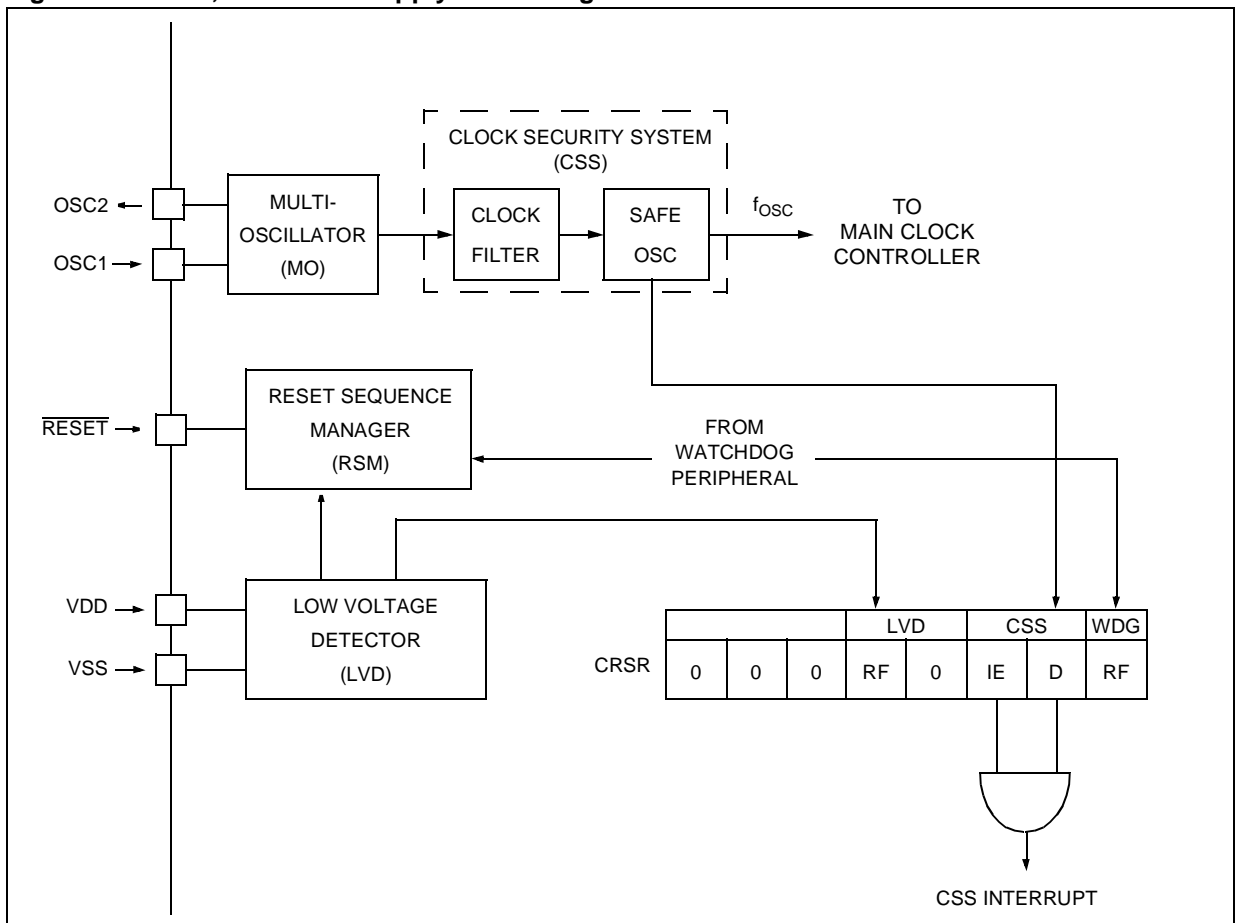 CLOCK SECURITY SYSTEM
(CSS)
OSC2
OSC1
MULTI-
OSCILLATOR
(MO)
CLOCK
FILTER
SAFE
OSC
fOSC
TO
MAIN CLOCK
CONTROLLER
RESET
RESET SEQUENCE
MANAGER
(RSM)
FROM
WATCHDOG
PERIPHERAL
VDD
VSS
LOW VOLTAGE
DETECTOR
(LVD)
LVD CSS WDG
CRSR 0 0 0 RF 0 IE D RF
CSS INTERRUPT